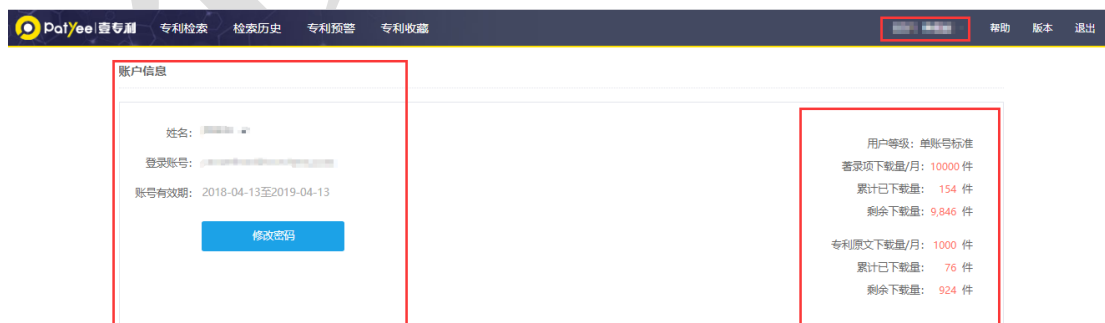 PatYee 壹专利 专利检索 检索历史 专利预警 专利收藏 帮助 版本 退出
账户信息
姓名：
登录账号：
账号有效期： 2018-04-13至2019-04-13
修改密码
用户等级：单账号标准
著录项下载量/月：10000 件
累计已下载量： 154 件
剩余下载量：9,846 件
专利原文下载量/月： 1000 件
累计已下载量： 76 件
剩余下载量： 924 件